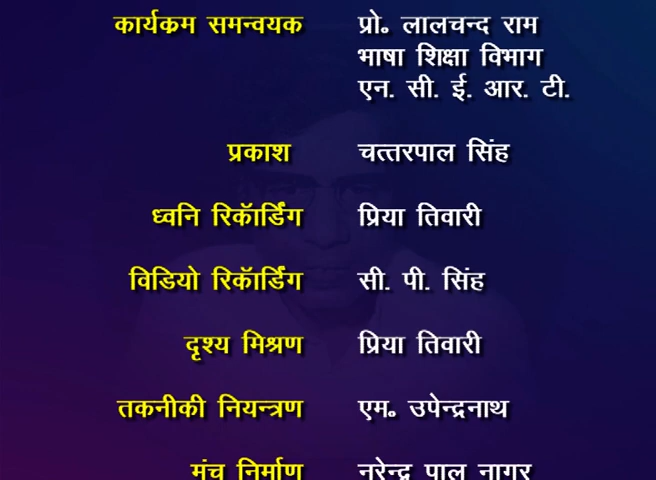 कार्यक्रम समन्वयक प्रो॰ लालचन्द राम
भाषा शिक्षा विभाग
एन. सी. ई. आर. टी.
प्रकाश चत्तरपाल सिंह
ध्वनि रिकॅार्डिंग प्रिया तिवारी
विडियो रिकॅार्डिंग सी. पी. सिंह
दृश्य मिश्रण प्रिया तिवारी
तकनीकी नियन्त्रण एम॰ उपेन्द्रनाथ
मंच निर्माण नरेन्द्र पाल नागर